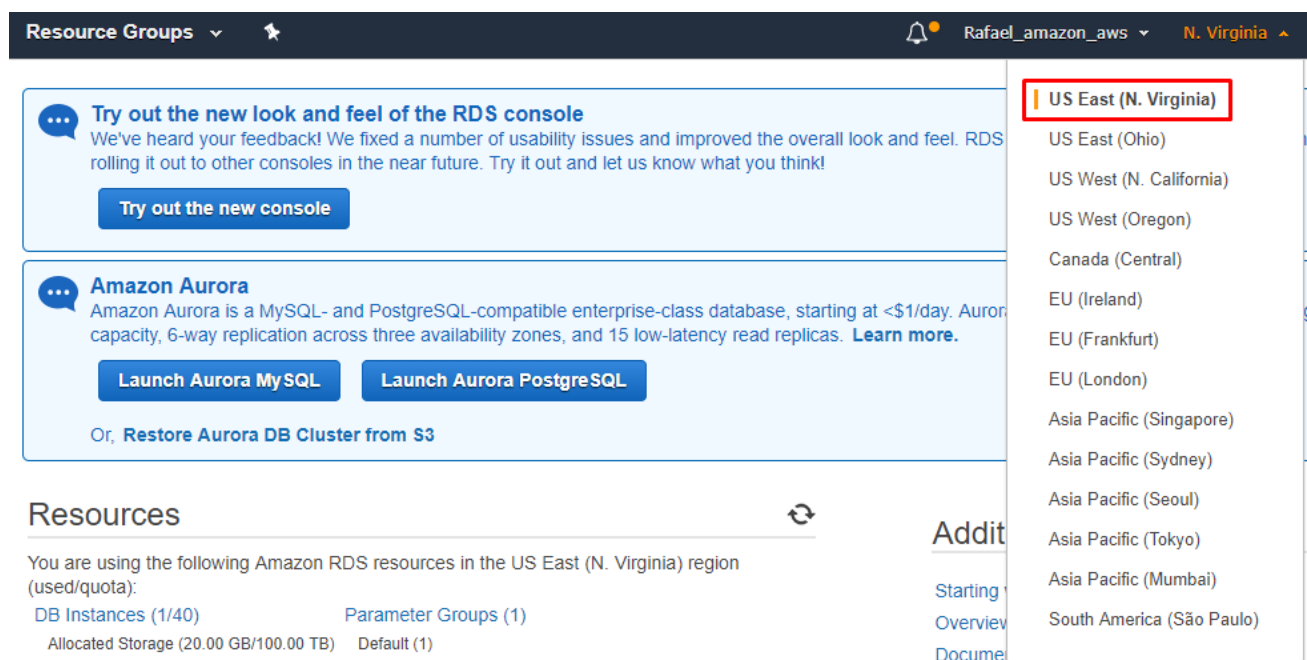 Resource Groups
Rafael_amazon_aws
N. Virginia
Try out the new look and feel of the RDS console
We've heard your feedback! We fixed a number of usability issues and improved the overall look and feel. RDS
rolling it out to other consoles in the near future. Try it out and let us know what you think!
Try out the new console
Amazon Aurora
Amazon Aurora is a MySQL- and PostgreSQL-compatible enterprise-class database, starting at <$1/day. Auror
capacity, 6-way replication across three availability zones, and 15 low-latency read replicas. Learn more.
Launch Aurora MySQL
Launch Aurora PostgreSQL
Or, Restore Aurora DB Cluster from S3
Resources
You are using the following Amazon RDS resources in the US East (N. Virginia) region
(used/quota):
DB Instances (1/40)
Parameter Groups (1)
Allocated Storage (20.00 GB/100.00 TB)
Default (1)
Addit
Starting
Overview
Docume
US East (N. Virginia)
US East (Ohio)
US West (N. California)
US West (Oregon)
Canada (Central)
EU (Ireland)
EU (Frankfurt)
EU (London)
Asia Pacific (Singapore)
Asia Pacific (Sydney)
Asia Pacific (Seoul)
Asia Pacific (Tokyo)
Asia Pacific (Mumbai)
South America (São Paulo)